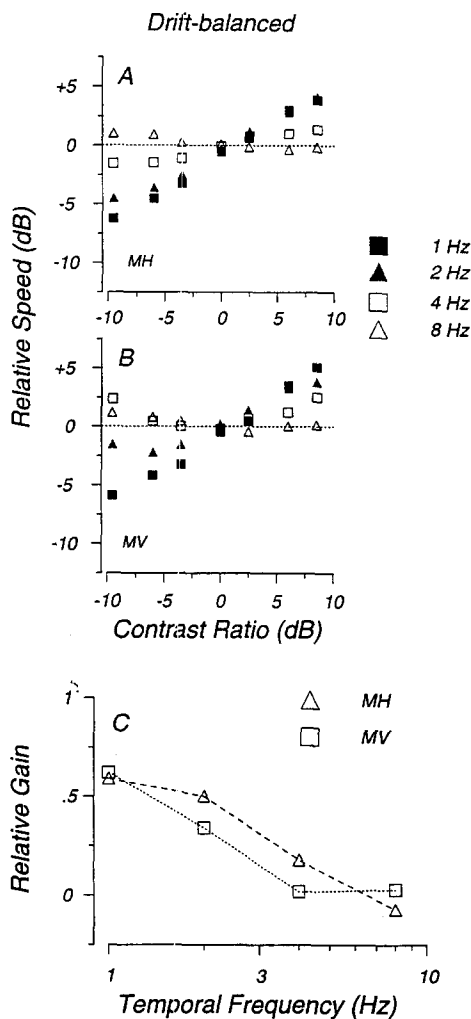 Drift-balanced
A
+5
0
-5
-10
MH
-10
-5
0
5
10
1 Hz
2 Hz
4 Hz
8 Hz
Relative Speed (dB)
B
+5
0
-5
-10
MV
-10
-5
0
5
10
Contrast Ratio (dB)
C
1
.5
0
MH
MV
Relative Gain
1
3
10
Temporal Frequency (Hz)